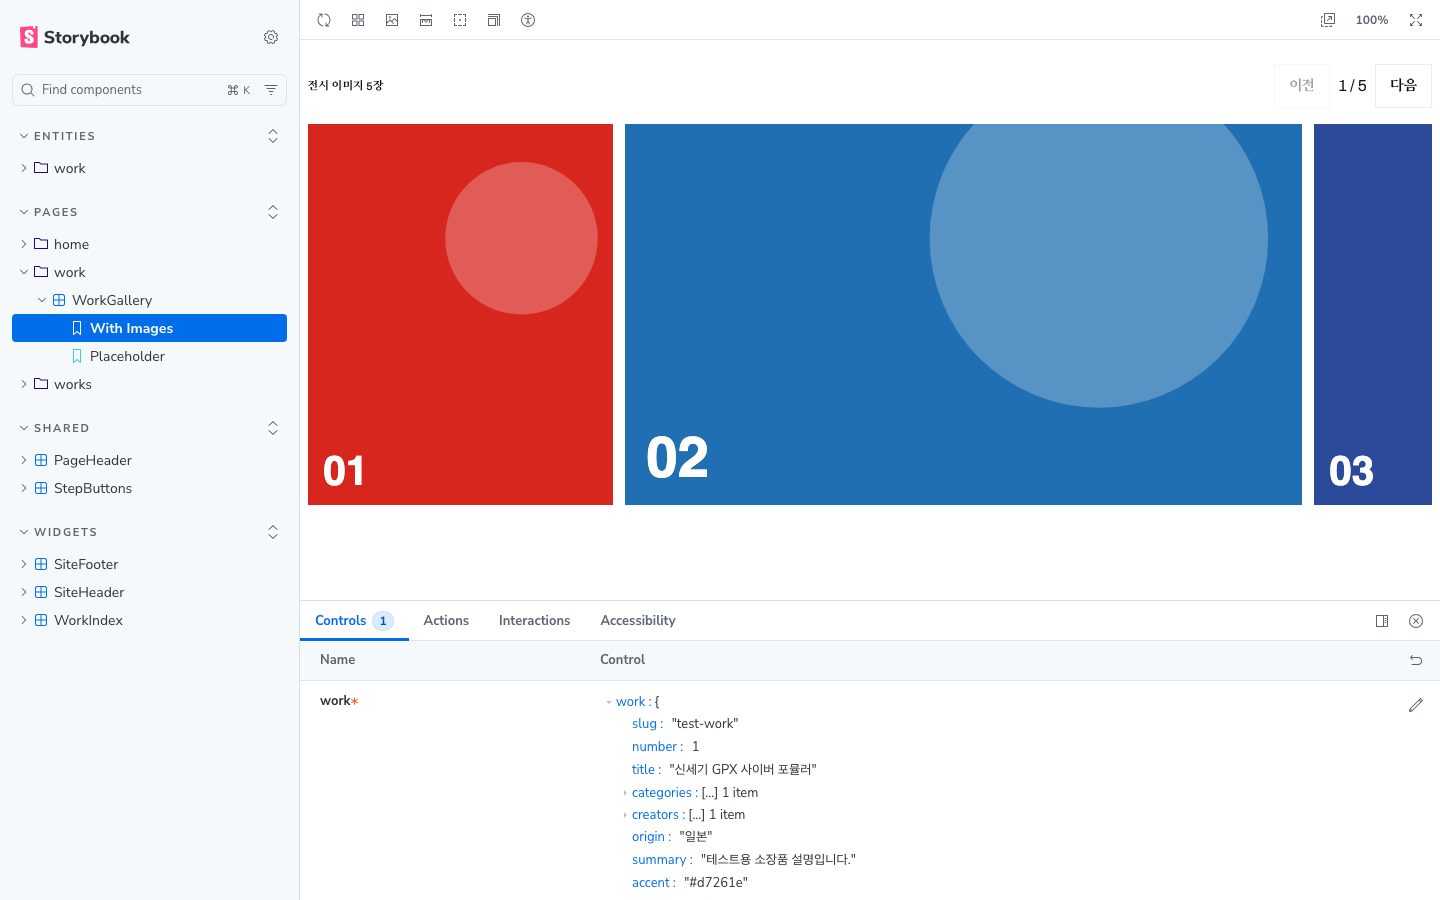 Storybook
Find components
⌘ K
ENTITIES
work
PAGES
home
work
WorkGallery
With Images
Placeholder
works
SHARED
PageHeader
StepButtons
WIDGETS
SiteFooter
SiteHeader
WorkIndex
100%
전시 이미지 5장
이전
1 / 5
다음
01
02
03
Controls 1
Actions
Interactions
Accessibility
Name
Control
work*
work : {
slug : "test-work"
number : 1
title : "신세기 GPX 사이버 포뮬러"
categories : [...] 1 item
creators : [...] 1 item
origin : "일본"
summary : "테스트용 소장품 설명입니다."
accent : "#d7261e"